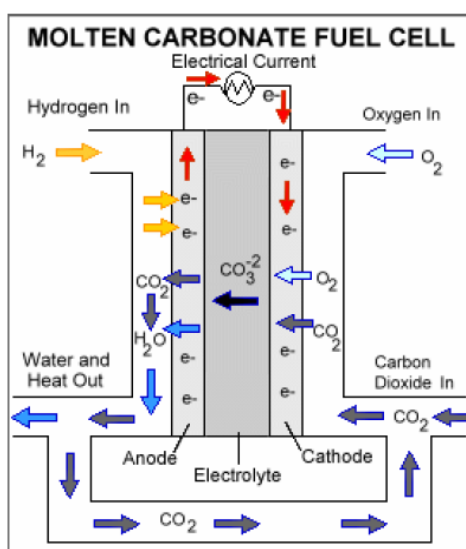 MOLTEN CARBONATE FUEL CELL
Electrical Current
e-
e-
Hydrogen In
Oxygen In
H2
O2
e-
e-
e-
e-
CO3-2
CO2
e-
e-
O2
H2O
e-
e-
CO2
Water and
Heat Out
e-
e-
Carbon
Dioxide In
e-
e-
CO2
Anode
Cathode
Electrolyte
CO2